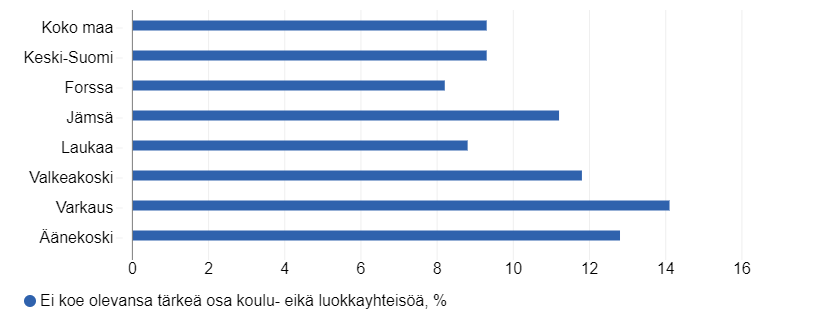 Koko maa
Keski-Suomi
Forssa
Jämsä
Laukaa
Valkeakoski
Varkaus
Äänekoski
0 2 4 6 8 10 12 14 16
Ei koe olevansa tärkeä osa koulu- eikä luokkayhteisöä, %